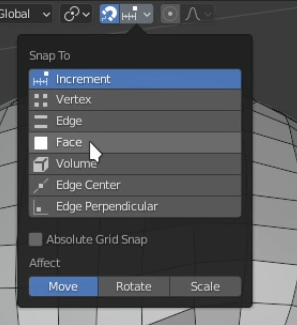 Global
Snap To
Increment
Vertex
Edge
Face
Volume
Edge Center
Edge Perpendicular
Absolute Grid Snap
Affect
Move Rotate Scale